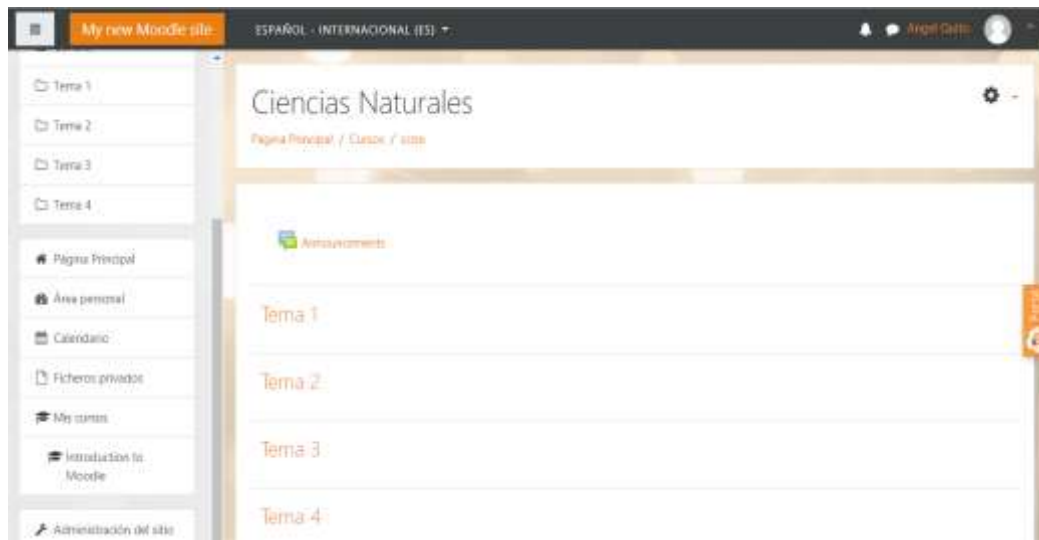 My new Moodle site
ESPAÑOL - INTERNACIONAL (ES)
Tema 1
Tema 2
Tema 3
Tema 4
Página Principal
Área personal
Calendario
Ficheros privados
Mis cursos
Introduction to
Moodle
Administración del sitio
Ciencias Naturales
Página Principal / Cursos /
Announcements
Tema 1
Tema 2
Tema 3
Tema 4